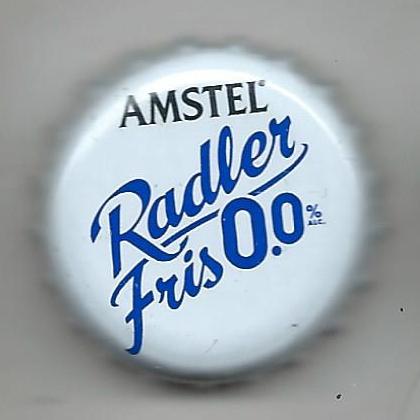 AMSTEL®
Radler
Fris 0.0 % ALC.